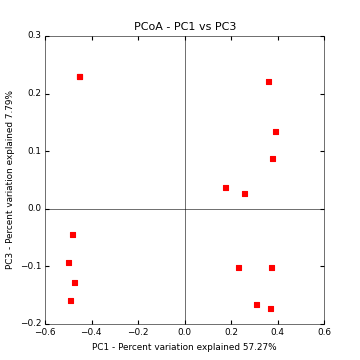 PCoA - PC1 vs PC3
0.3
0.2
0.1
0.0
−0.1
−0.2
PC3 - Percent variation explained 7.79%
−0.6 −0.4 −0.2 0.0 0.2 0.4 0.6
PC1 - Percent variation explained 57.27%